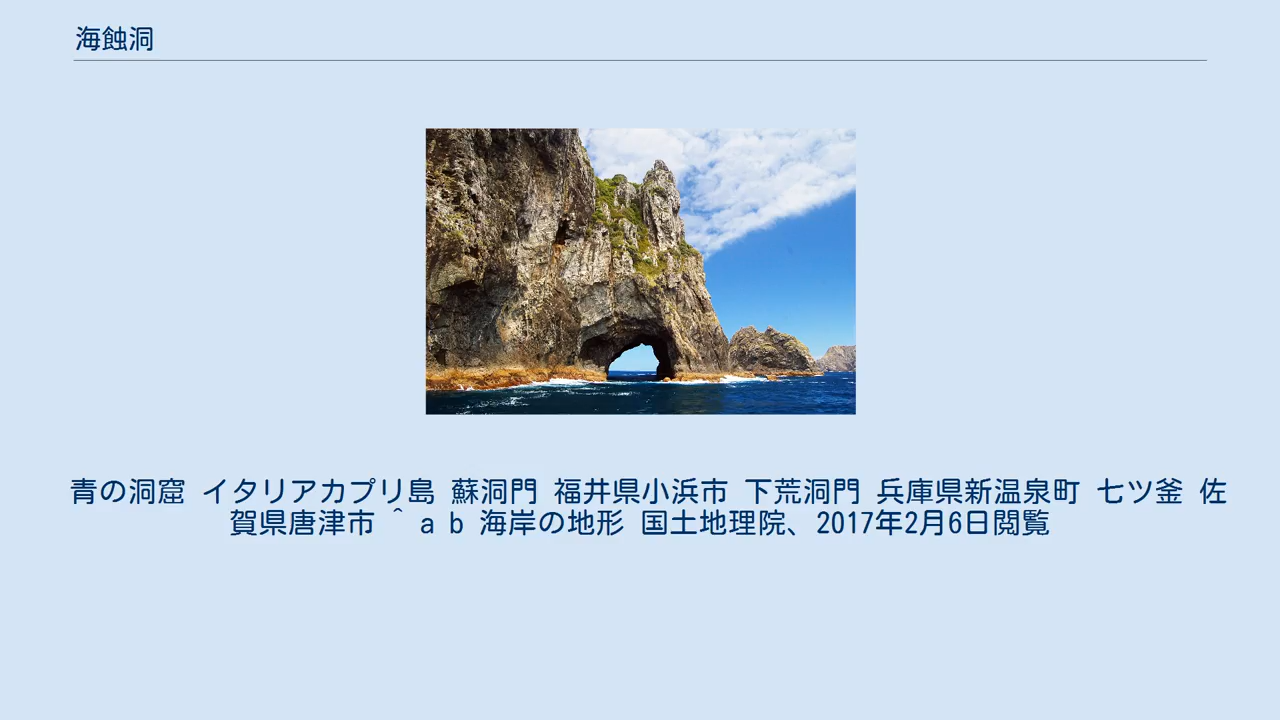 海蝕洞
青の洞窟 イタリアカプリ島 蘇洞門 福井県小浜市 下荒洞門 兵庫県新温泉町 七ツ釜 佐
賀県唐津市 ^ a b 海岸の地形 国土地理院、2017年2月6日閲覧